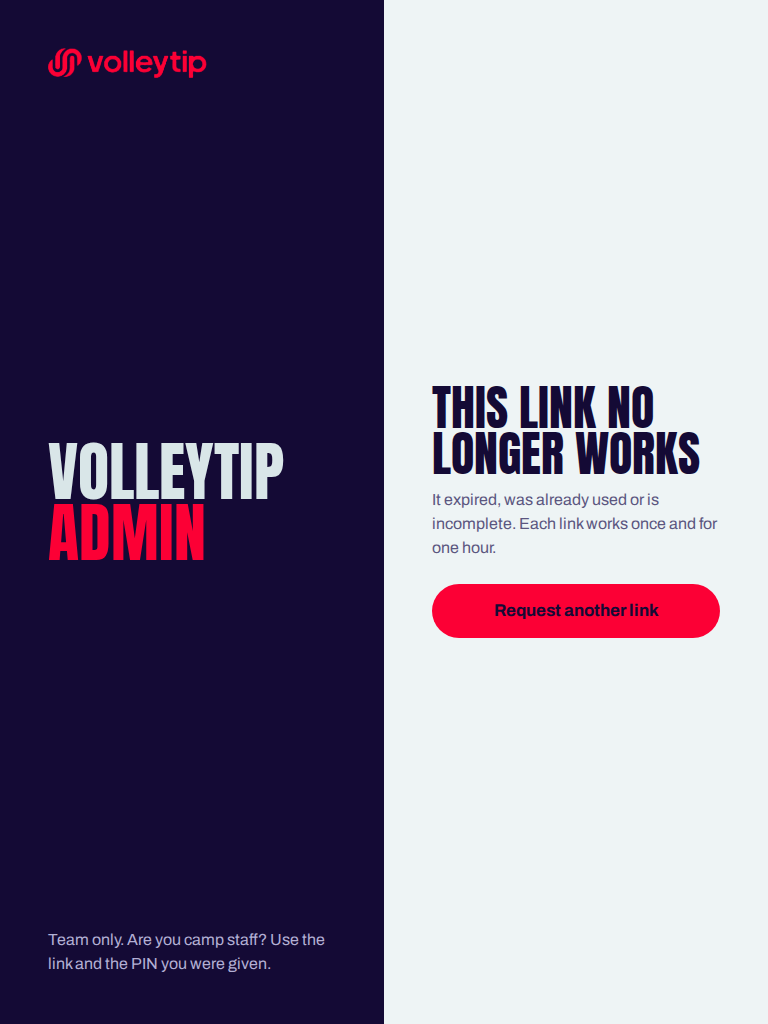 volleytip
VOLLEYTIP
ADMIN
Team only. Are you camp staff? Use the
link and the PIN you were given.
THIS LINK NO
LONGER WORKS
It expired, was already used or is
incomplete. Each link works once and for
one hour.
Request another link